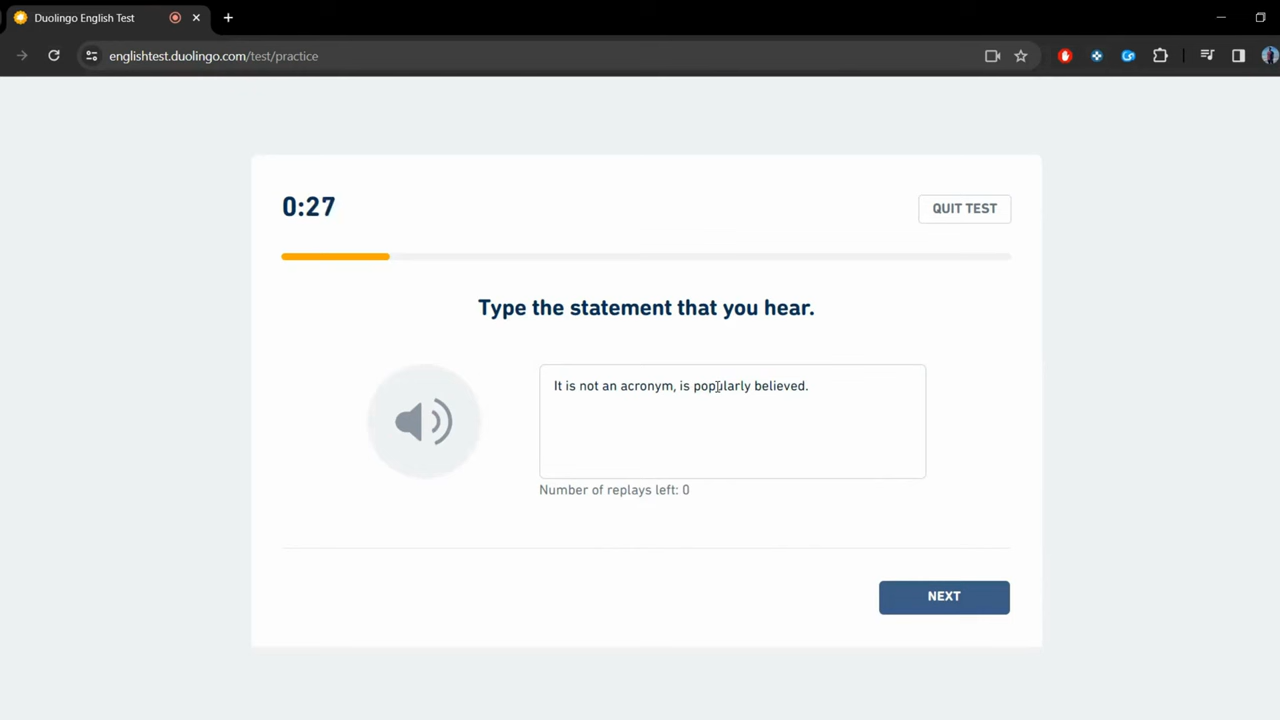 Duolingo English Test
englishtest.duolingo.com/test/practice
0:27
QUIT TEST
Type the statement that you hear.
It is not an acronym, is popularly believed.
Number of replays left: 0
NEXT